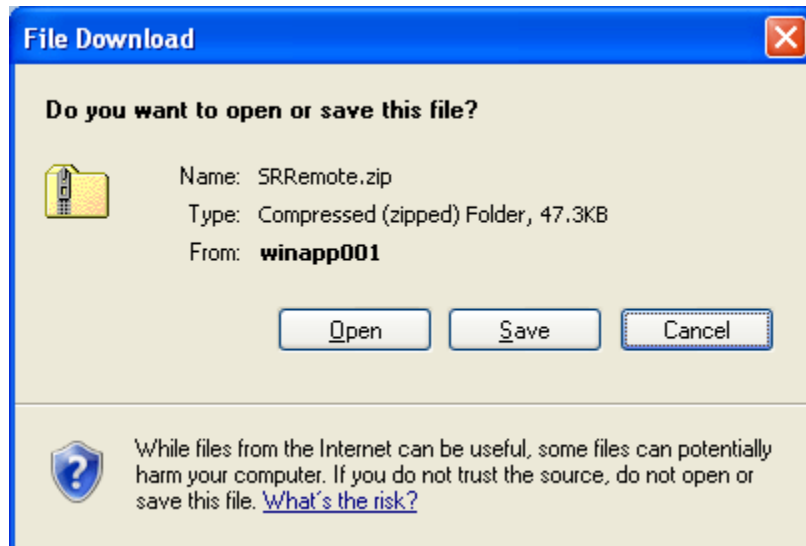 File Download
Do you want to open or save this file?
Name: SRRemote.zip
Type: Compressed (zipped) Folder, 47.3KB
From: winapp001
Open Save Cancel
While files from the Internet can be useful, some files can potentially
harm your computer. If you do not trust the source, do not open or
save this file. What's the risk?